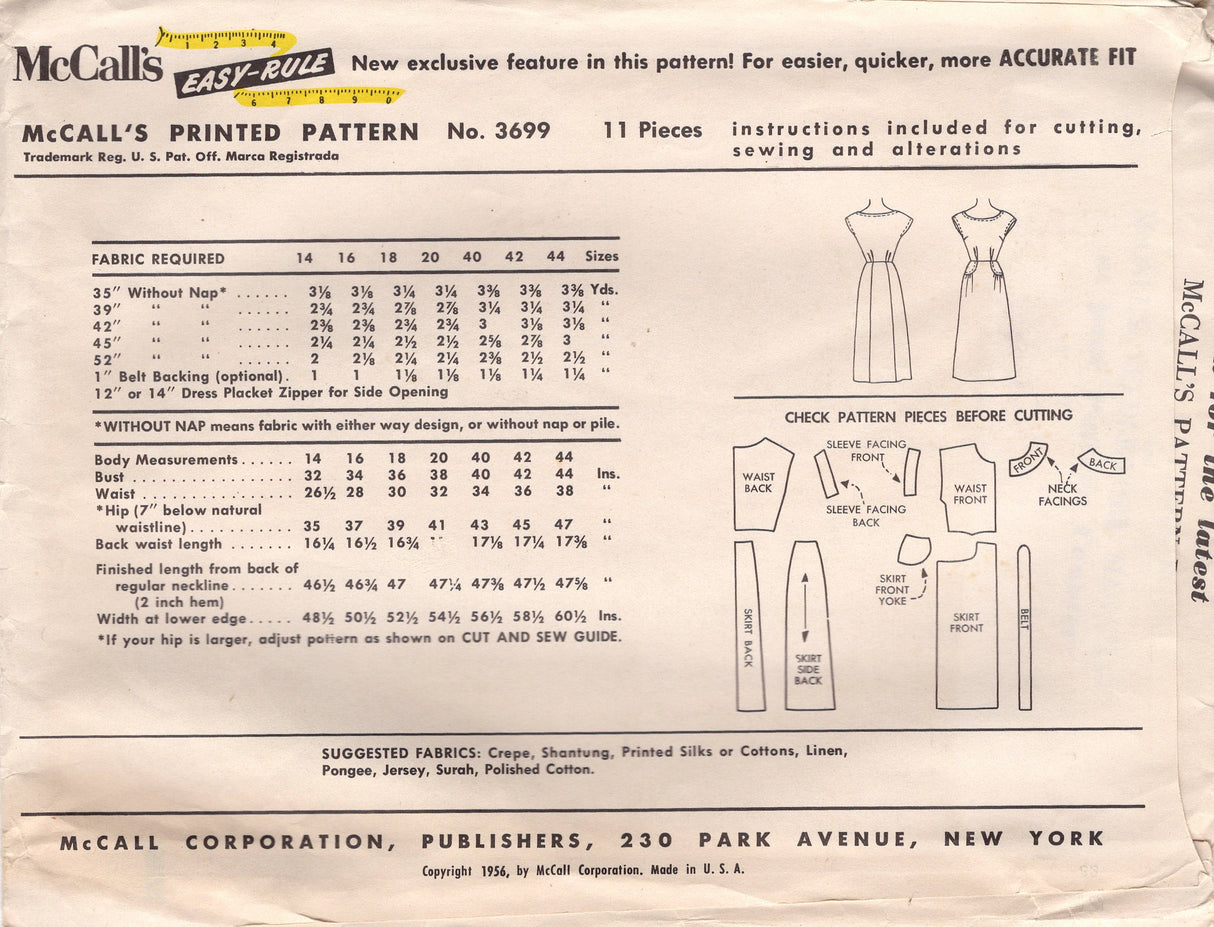 McCall's
1 2 3 4
EASY-RULE
6 7 8 9 0
New exclusive feature in this pattern! For easier, quicker, more ACCURATE FIT
McCALL'S PRINTED PATTERN No. 3699 11 Pieces instructions included for cutting,
sewing and alterations
Trademark Reg. U. S. Pat. Off. Marca Registrada
FABRIC REQUIRED 14 16 18 20 40 42 44 Sizes
35″ Without Nap* ...... 3⅛ 3⅛ 3¼ 3¼ 3⅜ 3⅜ 3⅜ Yds.
39″ “ “ ...... 2¾ 2¾ 2⅞ 2⅞ 3¼ 3¼ 3¼ “
42″ “ “ ...... 2⅜ 2⅜ 2¾ 2¾ 3 3⅛ 3⅛ “
45″ “ “ ...... 2¼ 2¼ 2½ 2½ 2⅝ 2⅞ 3 “
52″ “ “ ...... 2 2⅛ 2¼ 2¼ 2⅜ 2½ 2½ “
1″ Belt Backing (optional). 1 1 1⅛ 1⅛ 1⅛ 1¼ 1¼ “
12″ or 14″ Dress Placket Zipper for Side Opening
*WITHOUT NAP means fabric with either way design, or without nap or pile.
Body Measurements...... 14 16 18 20 40 42 44
Bust ................. 32 34 36 38 40 42 44 Ins.
Waist ................ 26½ 28 30 32 34 36 38 “
*Hip (7″ below natural
waistline)........... 35 37 39 41 43 45 47 “
Back waist length ....... 16¼ 16½ 16¾ 17⅛ 17¼ 17⅜ “
Finished length from back of
regular neckline....... 46½ 46¾ 47 47¼ 47⅜ 47½ 47⅝ “
(2 inch hem)
Width at lower edge..... 48½ 50½ 52½ 54½ 56½ 58½ 60½ Ins.
*If your hip is larger, adjust pattern as shown on CUT AND SEW GUIDE.
CHECK PATTERN PIECES BEFORE CUTTING
WAIST
BACK
SLEEVE FACING
FRONT
SLEEVE FACING
BACK
WAIST
FRONT
FRONT
BACK
NECK
FACINGS
SKIRT BACK
SKIRT
SIDE
BACK
SKIRT
FRONT
YOKE
SKIRT
FRONT
BELT
SUGGESTED FABRICS: Crepe, Shantung, Printed Silks or Cottons, Linen,
Pongee, Jersey, Surah, Polished Cotton.
McCALL CORPORATION, PUBLISHERS, 230 PARK AVENUE, NEW YORK
Copyright 1956, by McCall Corporation. Made in U. S. A.
McCALL'S PATTERN
for the latest